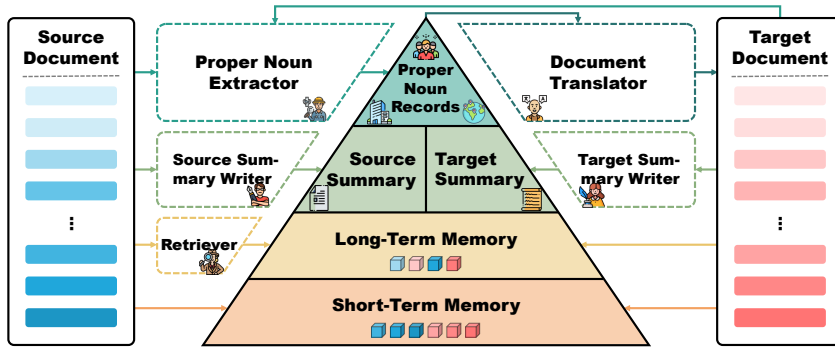 Source
Document
Proper Noun
Extractor
Proper
Noun
Records
Document
Translator
Target
Document
Source Sum-
mary Writer
Source
Summary
Target
Summary
Target Sum-
mary Writer
Retriever
Long-Term Memory
Short-Term Memory